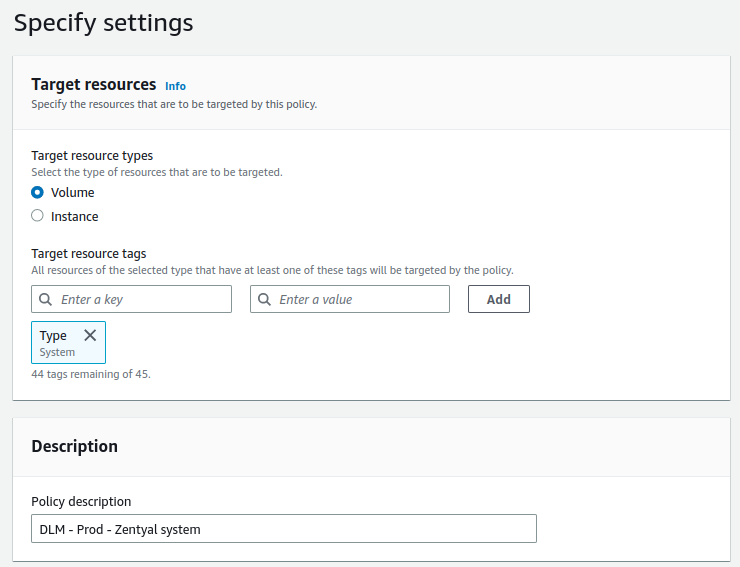 Specify settings
Target resources Info
Specify the resources that are to be targeted by this policy.
Target resource types
Select the type of resources that are to be targeted.
Volume
Instance
Target resource tags
All resources of the selected type that have at least one of these tags will be targeted by the policy.
Enter a key Enter a value Add
Type
System
44 tags remaining of 45.
Description
Policy description
DLM - Prod - Zentyal system